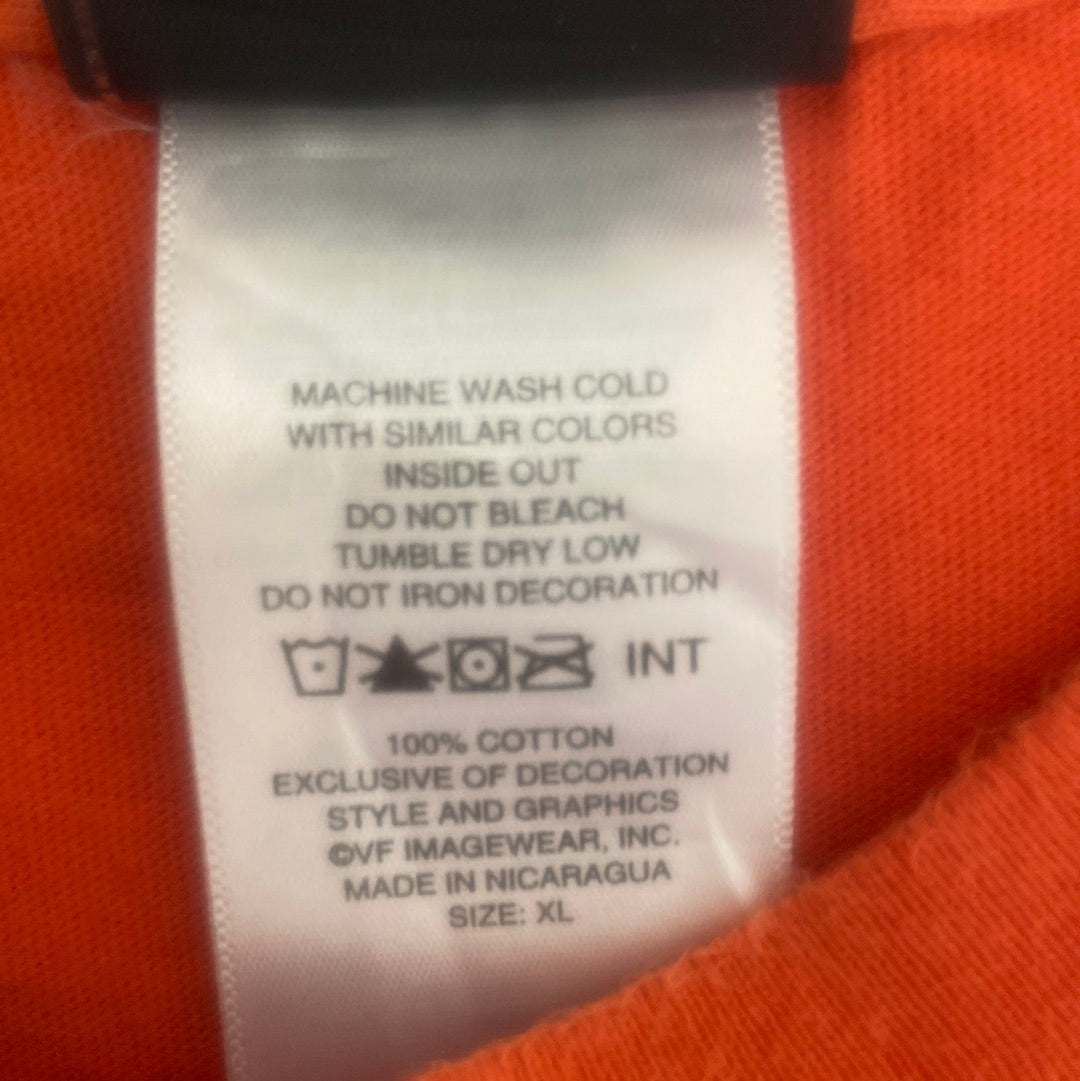 MACHINE WASH COLD
WITH SIMILAR COLORS
INSIDE OUT
DO NOT BLEACH
TUMBLE DRY LOW
DO NOT IRON DECORATION
INT
100% COTTON
EXCLUSIVE OF DECORATION
STYLE AND GRAPHICS
©VF IMAGEWEAR, INC.
MADE IN NICARAGUA
SIZE: XL